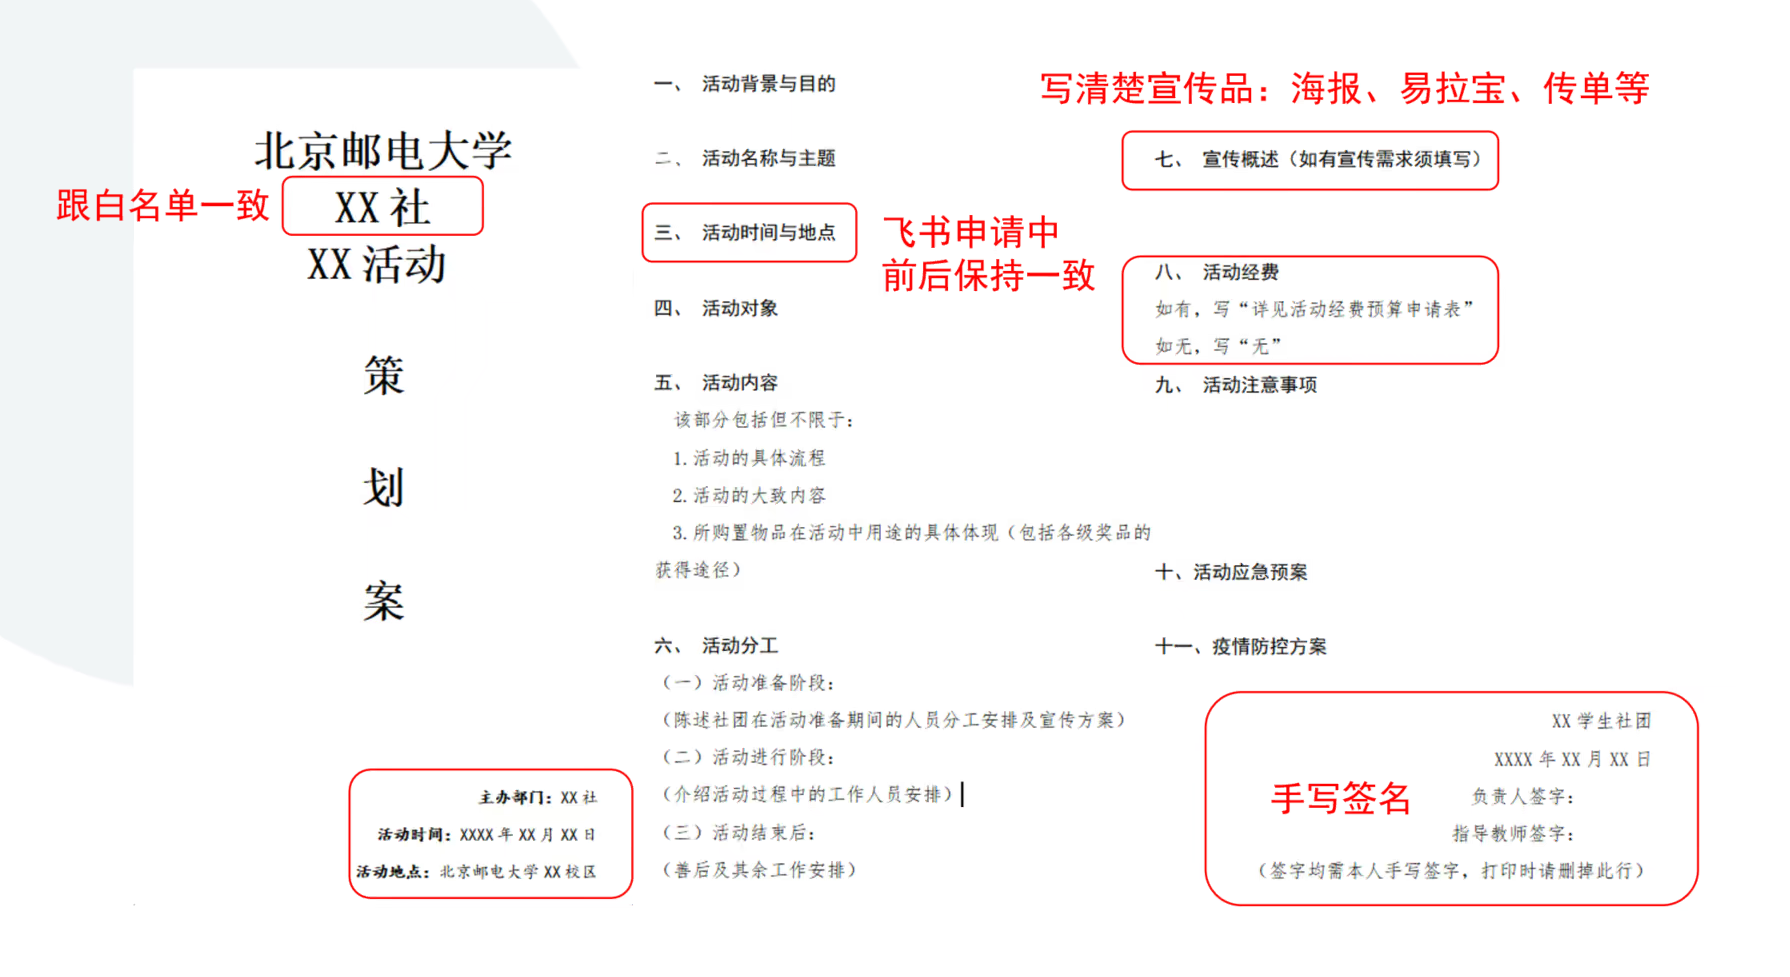 北京邮电大学
跟白名单一致
XX 社
XX 活动
策
划
案
主办部门：XX 社
活动时间：XXXX 年 XX 月 XX 日
活动地点：北京邮电大学 XX 校区
一、 活动背景与目的
二、 活动名称与主题
三、 活动时间与地点
飞书申请中
前后保持一致
四、 活动对象
五、 活动内容
该部分包括但不限于：
1. 活动的具体流程
2. 活动的大致内容
3. 所购置物品在活动中用途的具体体现（包括各级奖品的
获得途径）
六、 活动分工
（一）活动准备阶段：
（陈述社团在活动准备期间的人员分工安排及宣传方案）
（二）活动进行阶段：
（介绍活动过程中的工作人员安排）
（三）活动结束后：
（善后及其余工作安排）
写清楚宣传品：海报、易拉宝、传单等
七、 宣传概述（如有宣传需求须填写）
八、 活动经费
如有，写“详见活动经费预算申请表”
如无，写“无”
九、 活动注意事项
十、活动应急预案
十一、疫情防控方案
XX 学生社团
XXXX 年 XX 月 XX 日
手写签名
负责人签字：
指导教师签字：
（签字均需本人手写签字，打印时请删掉此行）